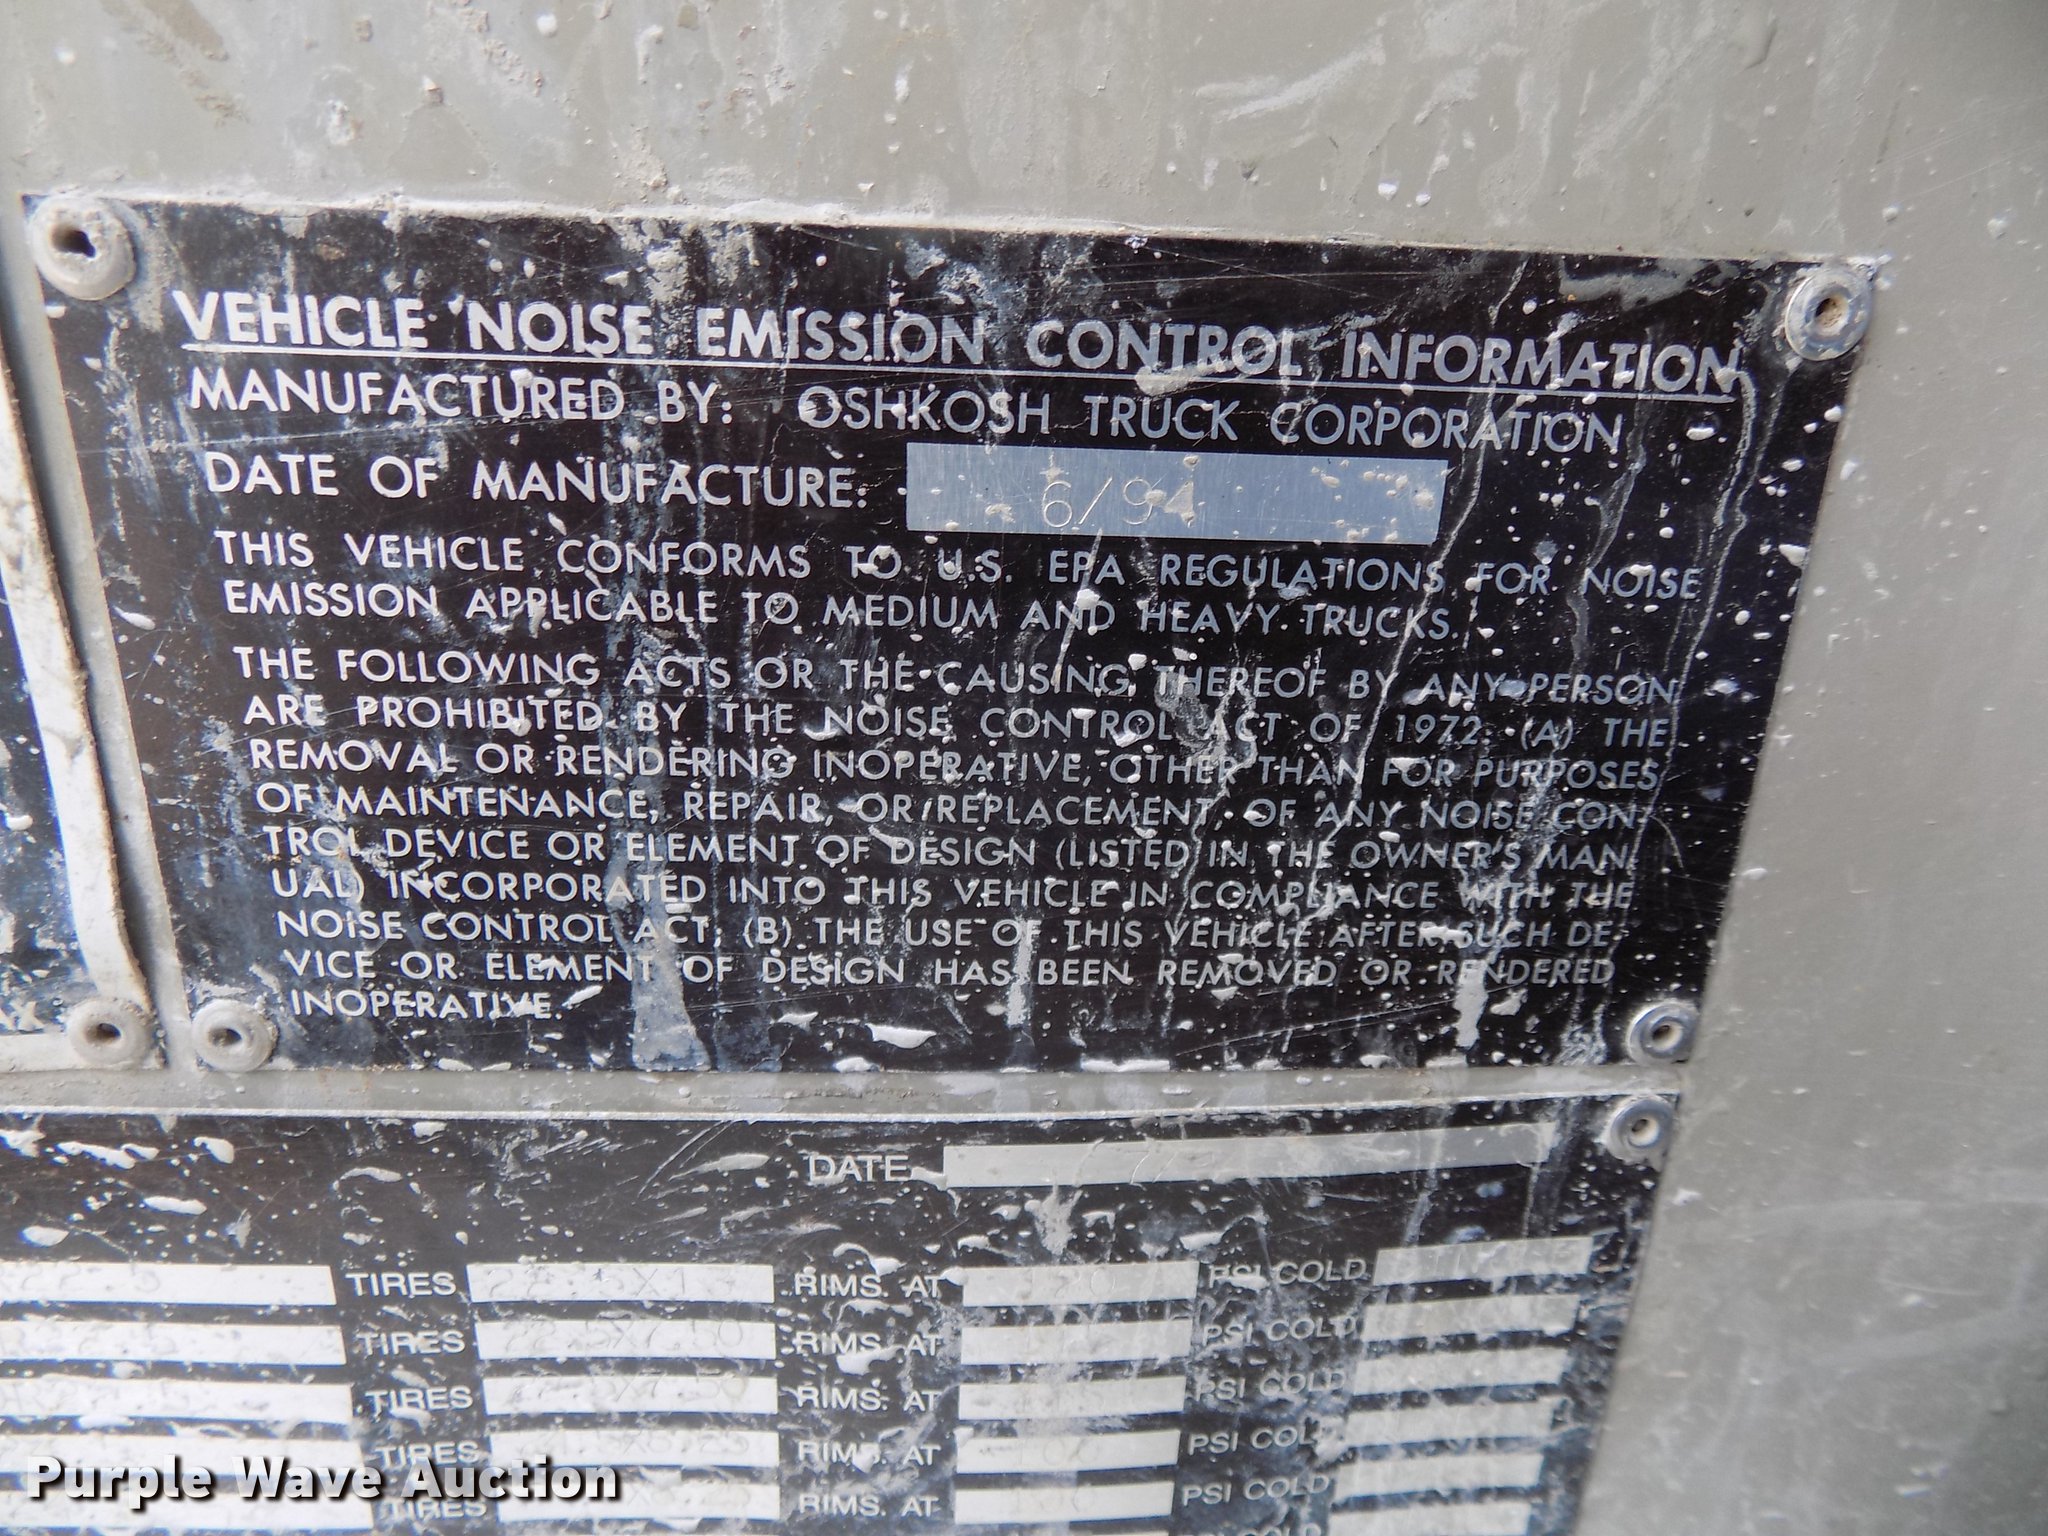 VEHICLE NOISE EMISSION CONTROL INFORMATION
MANUFACTURED BY: OSHKOSH TRUCK CORPORATION
DATE OF MANUFACTURE: 6/94
THIS VEHICLE CONFORMS TO U.S. EPA REGULATIONS FOR NOISE
EMISSION APPLICABLE TO MEDIUM AND HEAVY TRUCKS.
THE FOLLOWING ACTS OR THE CAUSING THEREOF BY ANY PERSON
ARE PROHIBITED BY THE NOISE CONTROL ACT OF 1972: (A) THE
REMOVAL OR RENDERING INOPERATIVE, OTHER THAN FOR PURPOSES
OF MAINTENANCE, REPAIR, OR REPLACEMENT, OF ANY NOISE CON-
TROL DEVICE OR ELEMENT OF DESIGN (LISTED IN THE OWNER'S MAN-
UAL) INCORPORATED INTO THIS VEHICLE IN COMPLIANCE WITH THE
NOISE CONTROL ACT; (B) THE USE OF THIS VEHICLE AFTER SUCH DE-
VICE OR ELEMENT OF DESIGN HAS BEEN REMOVED OR RENDERED
INOPERATIVE.
DATE
TIRES RIMS. AT PSI COLD
TIRES 22.5X7.50 RIMS. AT PSI COLD
TIRES 22.5X7.50 RIMS. AT PSI COLD
TIRES RIMS. AT PSI COLD
TIRES RIMS. AT PSI COLD
PSI COLD
Purple Wave Auction